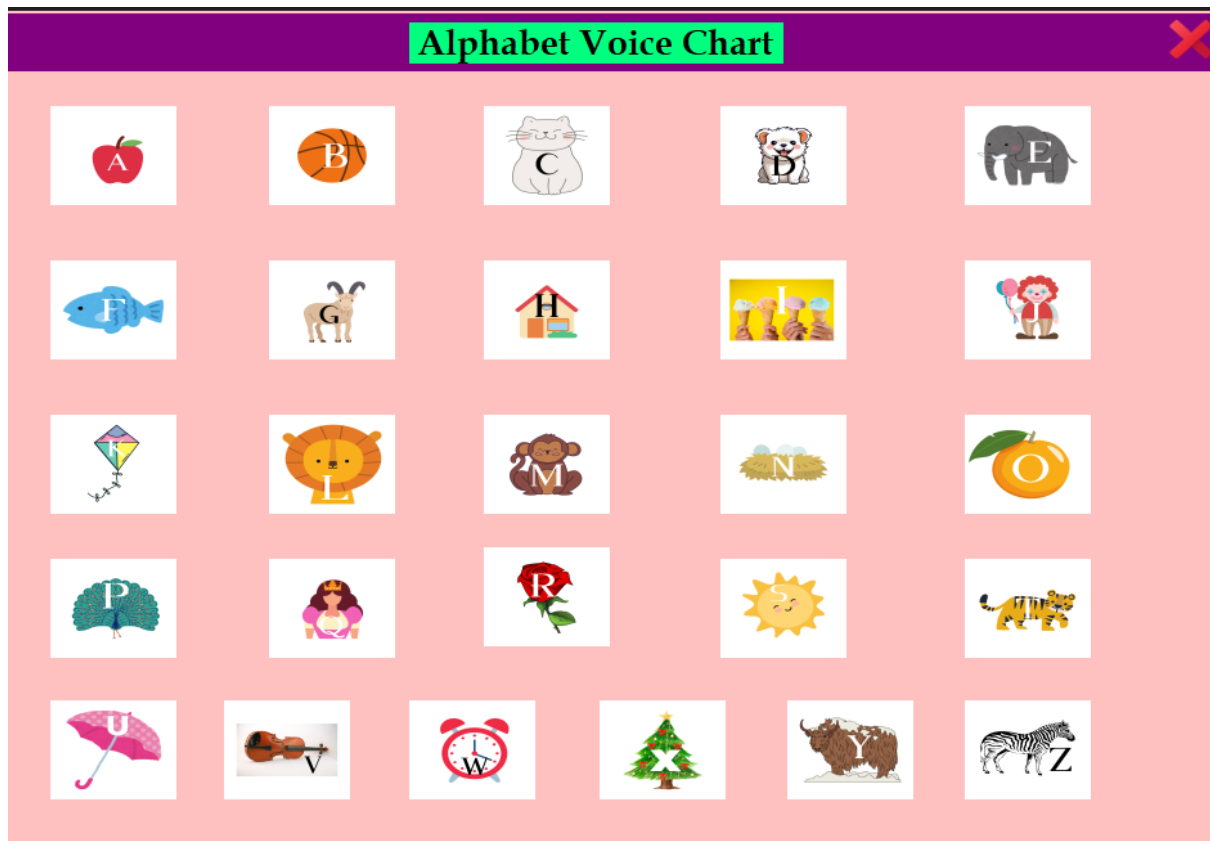 Alphabet Voice Chart
A B C D E
F G H I J
K L M N O
P Q R S T
U V W X Y Z